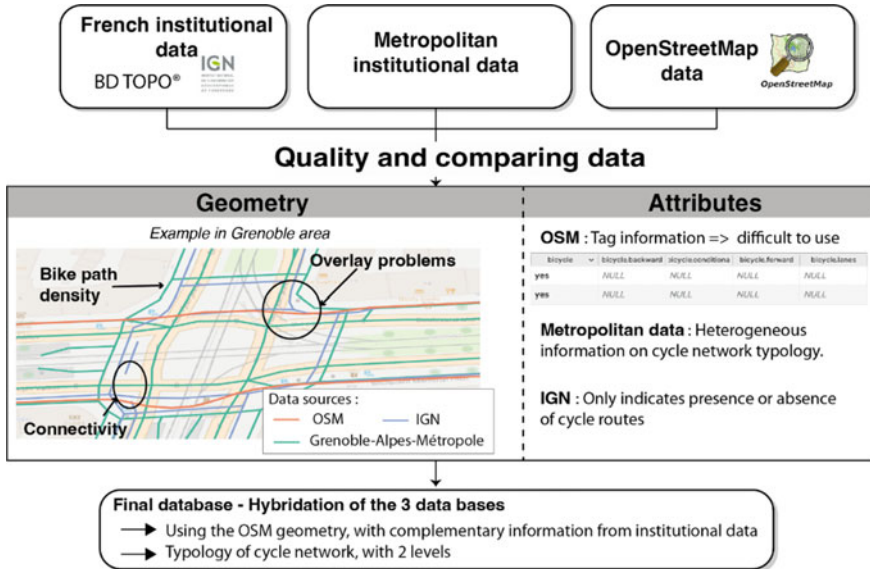 French institutional
data
BD TOPO®
IGN
Metropolitan
institutional data
OpenStreetMap
data
OpenStreetMap
Quality and comparing data
Geometry
Example in Grenoble area
Bike path
density
Overlay problems
Connectivity
Data sources :
OSM
IGN
Grenoble-Alpes-Métropole
Attributes
OSM : Tag information => difficult to use
bicycle bicycle.backward bicycle.conditiona bicycle.forward bicycle.lanes
yes NULL NULL NULL NULL
yes NULL NULL NULL NULL
Metropolitan data : Heterogeneous
information on cycle network typology.
IGN : Only indicates presence or absence
of cycle routes
Final database - Hybridation of the 3 data bases
Using the OSM geometry, with complementary information from institutional data
Typology of cycle network, with 2 levels